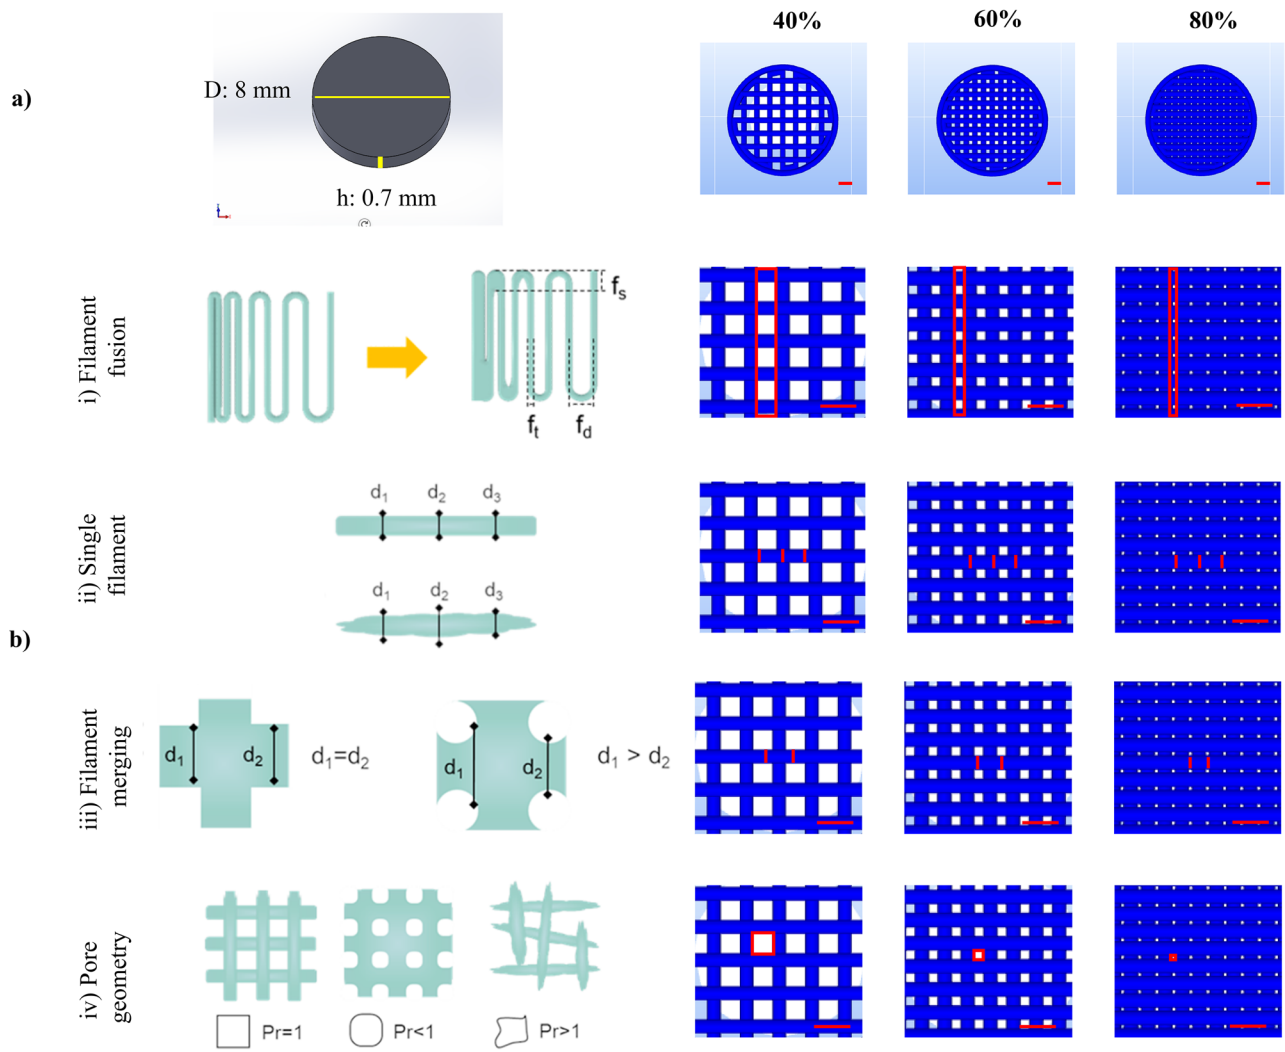 40%
60%
80%
a)
D: 8 mm
h: 0.7 mm
i) Filament
fusion
fs
ft
fd
ii) Single
filament
d1
d2
d3
d1
d2
d3
b)
iii) Filament
merging
d1
d2
d1=d2
d1
d2
d1 > d2
iv) Pore
geometry
Pr=1
Pr<1
Pr>1